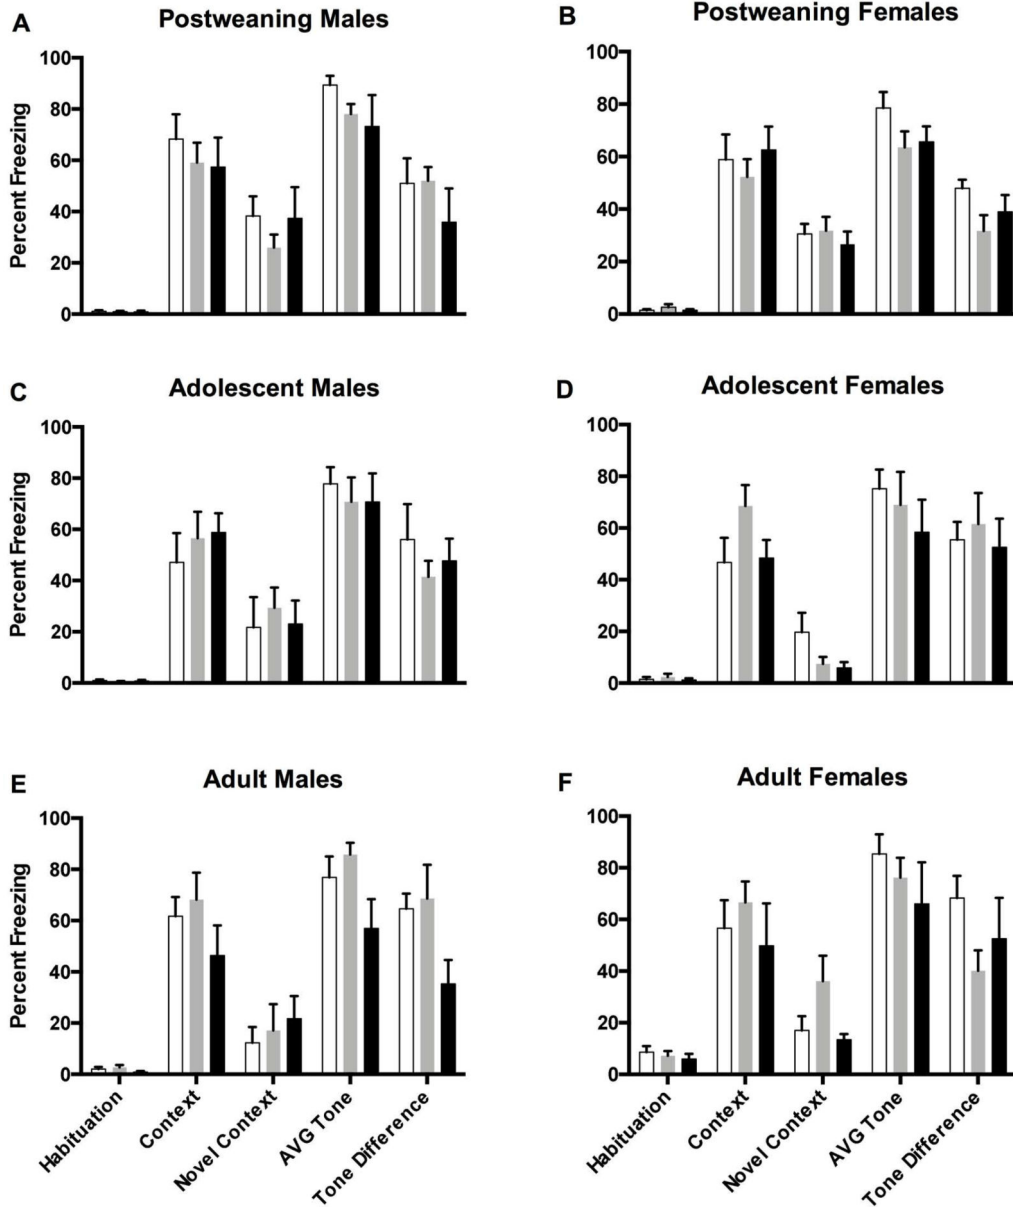 A
Postweaning Males
Percent Freezing
100
80
60
40
20
0
B
Postweaning Females
100
80
60
40
20
0
C
Adolescent Males
Percent Freezing
100
80
60
40
20
0
D
Adolescent Females
100
80
60
40
20
0
E
Adult Males
Percent Freezing
100
80
60
40
20
0
Habituation
Context
Novel Context
AVG Tone
Tone Difference
F
Adult Females
100
80
60
40
20
0
Habituation
Context
Novel Context
AVG Tone
Tone Difference